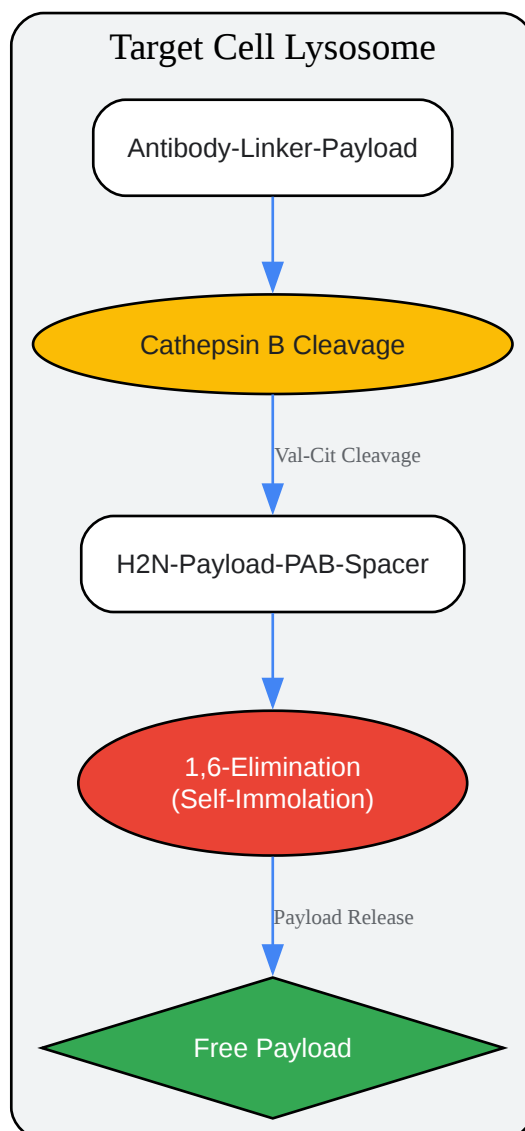 Target Cell Lysosome
Antibody-Linker-Payload
Cathepsin B Cleavage
Val-Cit Cleavage
H2N-Payload-PAB-Spacer
1,6-Elimination
(Self-Immolation)
Payload Release
Free Payload